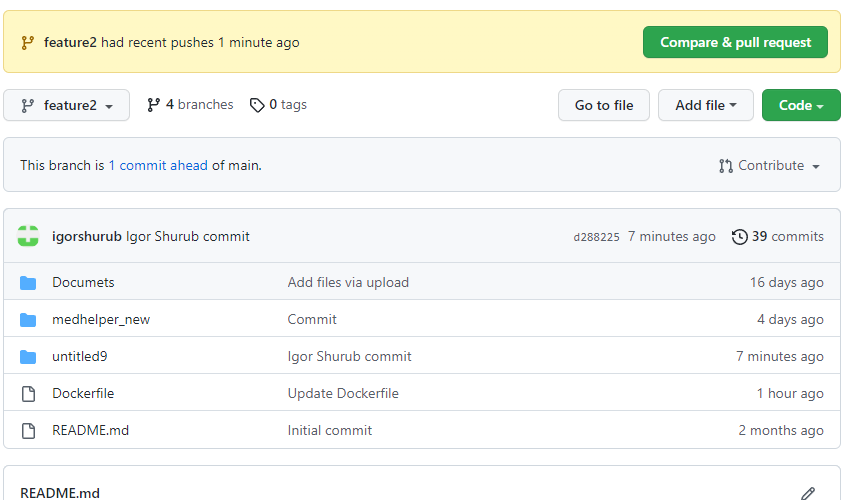 feature2 had recent pushes 1 minute ago Compare & pull request
feature2 4 branches 0 tags Go to file Add file Code
This branch is 1 commit ahead of main. Contribute
igorshurub Igor Shurub commit d288225 7 minutes ago 39 commits
Documets Add files via upload 16 days ago
medhelper_new Commit 4 days ago
untitled9 Igor Shurub commit 7 minutes ago
Dockerfile Update Dockerfile 1 hour ago
README.md Initial commit 2 months ago
README.md